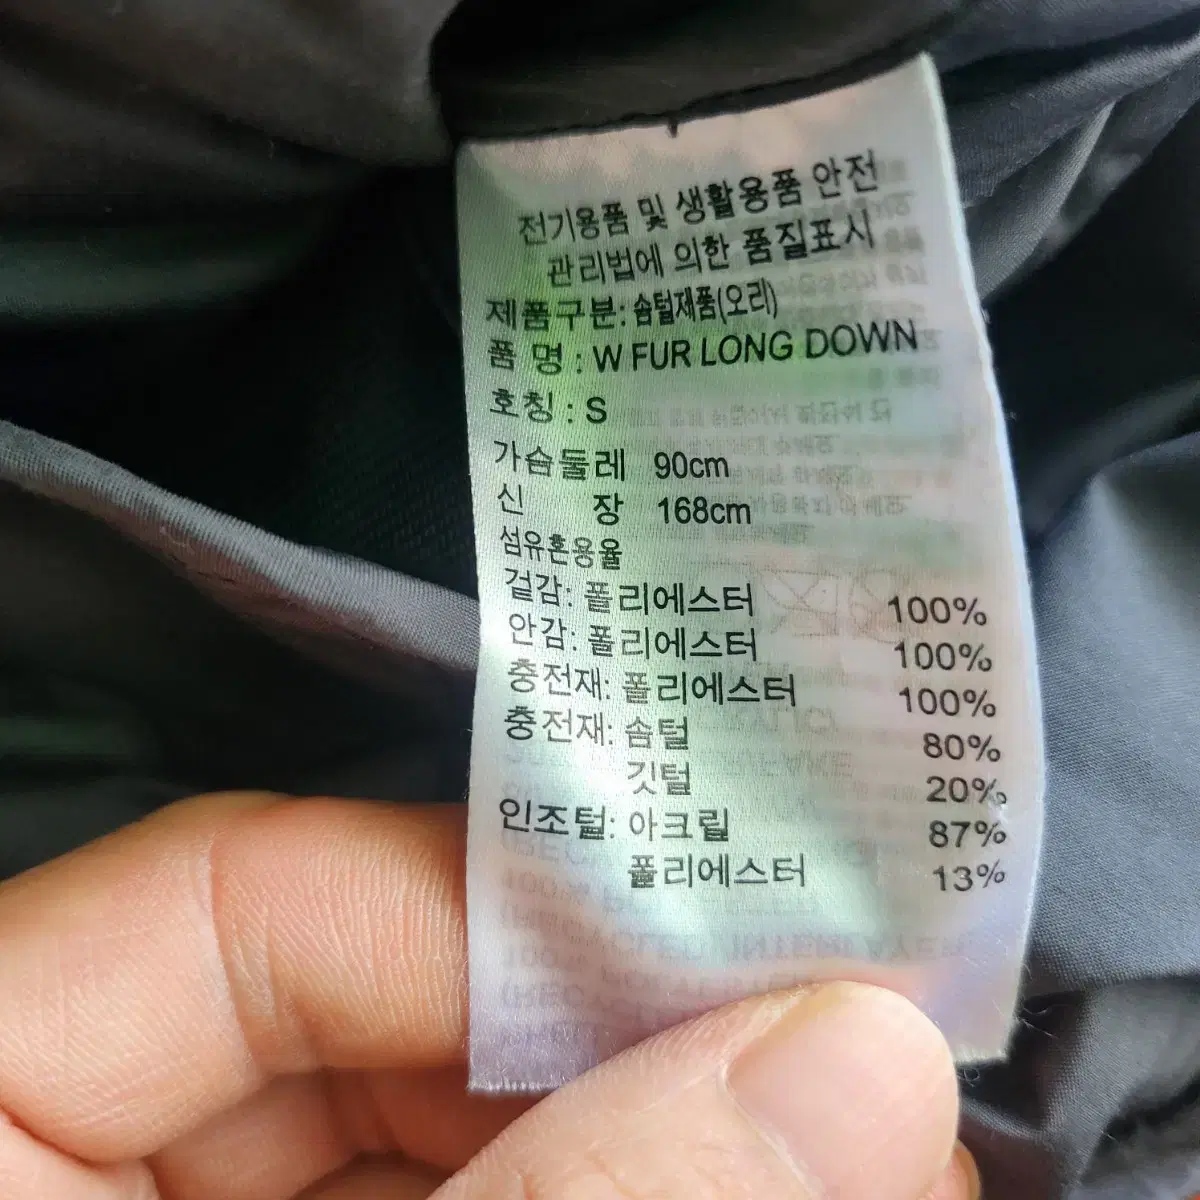 전기용품 및 생활용품 안전
관리법에 의한 품질표시
제품구분: 솜털제품(오리)
품 명 : W FUR LONG DOWN
호칭 : S
가슴둘레 90cm
신 장 168cm
섬유혼용율
겉감: 폴리에스터 100%
안감: 폴리에스터 100%
충전재: 폴리에스터 100%
충전재: 솜털 80%
깃털 20%
인조털: 아크릴 87%
폴리에스터 13%